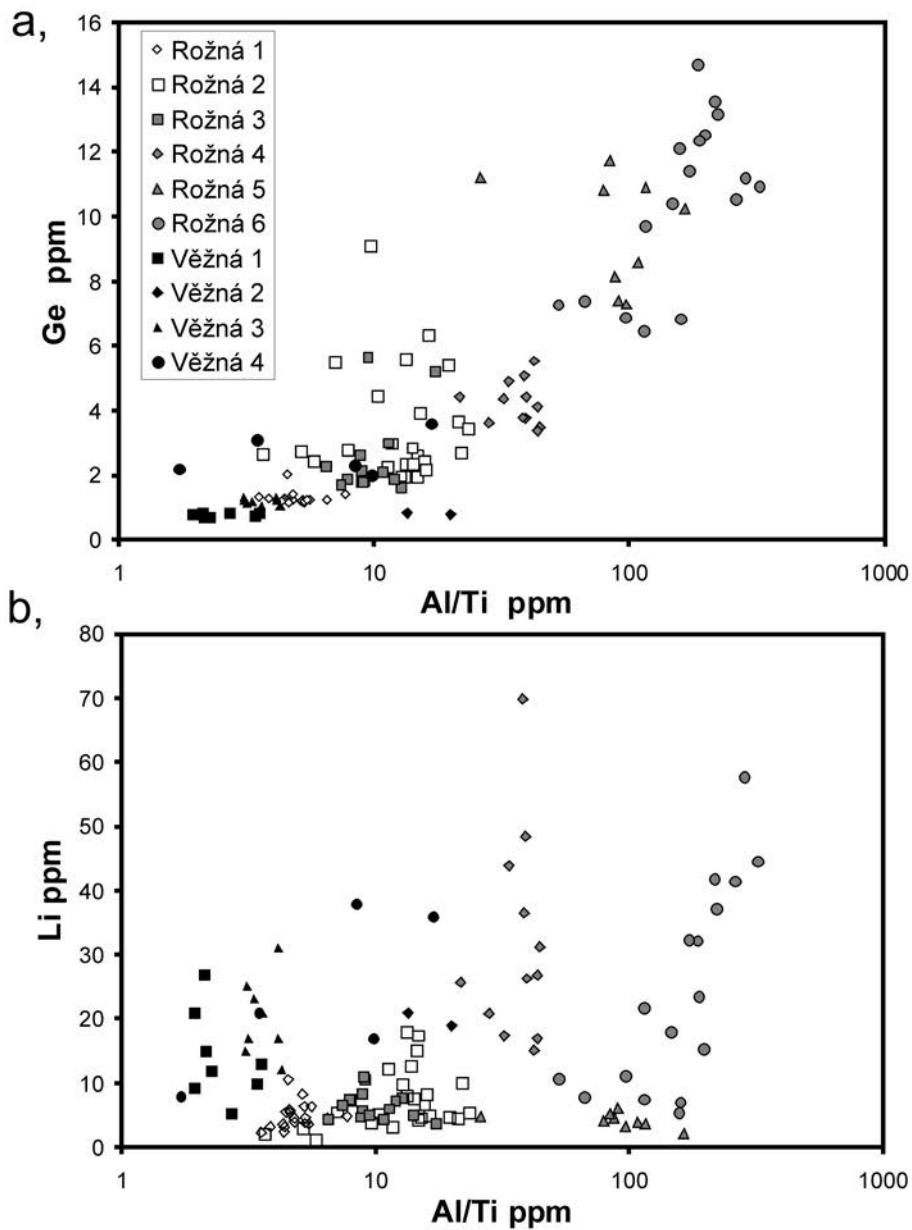 a,
16
14
12
10
8
6
4
2
0
Ge ppm
Rožná 1
Rožná 2
Rožná 3
Rožná 4
Rožná 5
Rožná 6
Věžná 1
Věžná 2
Věžná 3
Věžná 4
1 10 100 1000
Al/Ti ppm
b,
80
70
60
50
40
30
20
10
0
Li ppm
1 10 100 1000
Al/Ti ppm